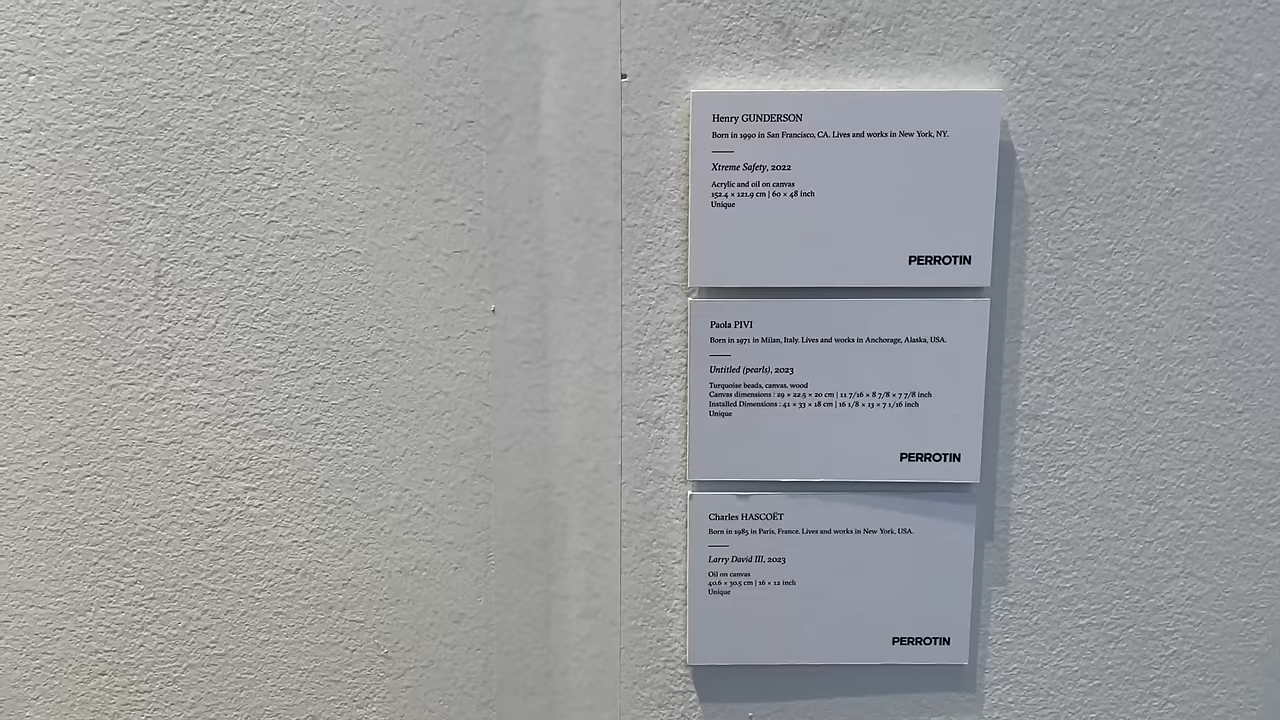 Henry GUNDERSON
Born in 1990 in San Francisco, CA. Lives and works in New York, NY.
Xtreme Safety, 2022
Acrylic and oil on canvas
152.4 × 121.9 cm | 60 × 48 inch
Unique
PERROTIN
Paola PIVI
Born in 1971 in Milan, Italy. Lives and works in Anchorage, Alaska, USA.
Untitled (pearls), 2023
Turquoise beads, canvas, wood
Canvas dimensions : 29 × 22.5 × 20 cm | 11 7/16 × 8 7/8 × 7 7/8 inch
Installed Dimensions : 41 × 33 × 18 cm | 16 1/8 × 13 × 7 1/16 inch
Unique
PERROTIN
Charles HASCOËT
Born in 1985 in Paris, France. Lives and works in New York, USA.
Larry David III, 2023
Oil on canvas
40.6 × 30.5 cm | 16 × 12 inch
Unique
PERROTIN